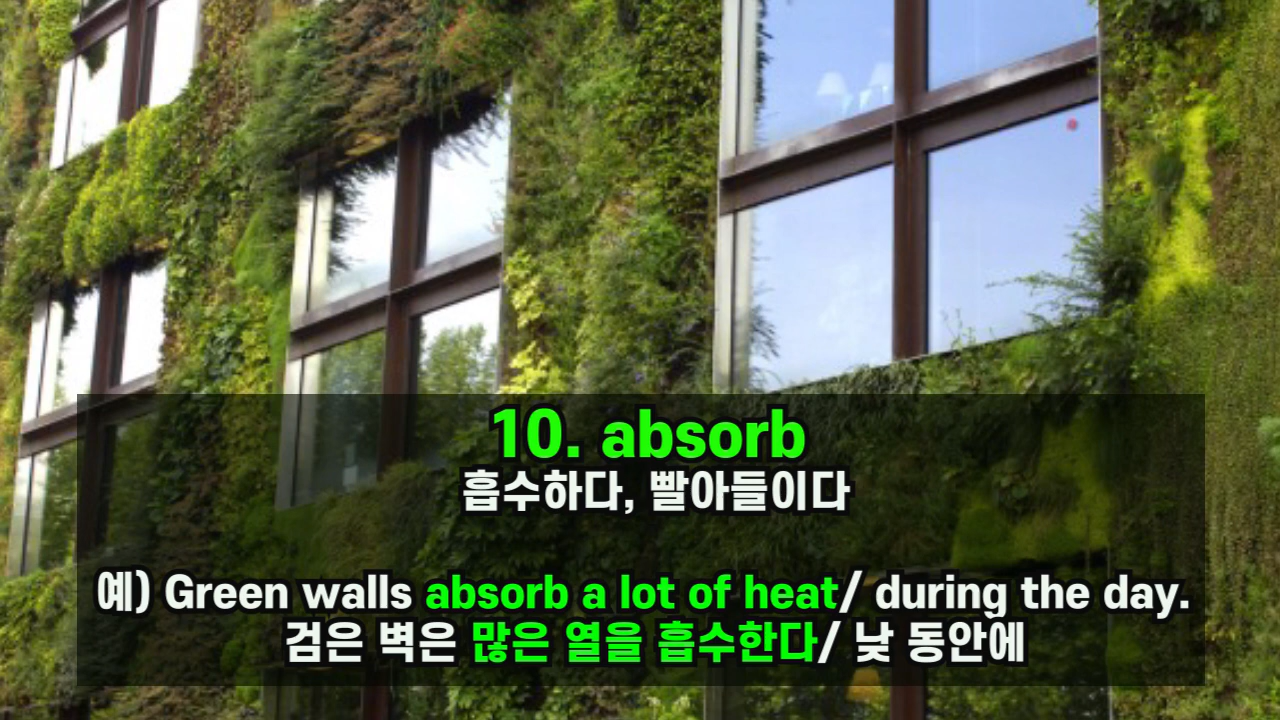 10. absorb
흡수하다, 빨아들이다
예) Green walls absorb a lot of heat/ during the day.
검은 벽은 많은 열을 흡수한다/ 낮 동안에